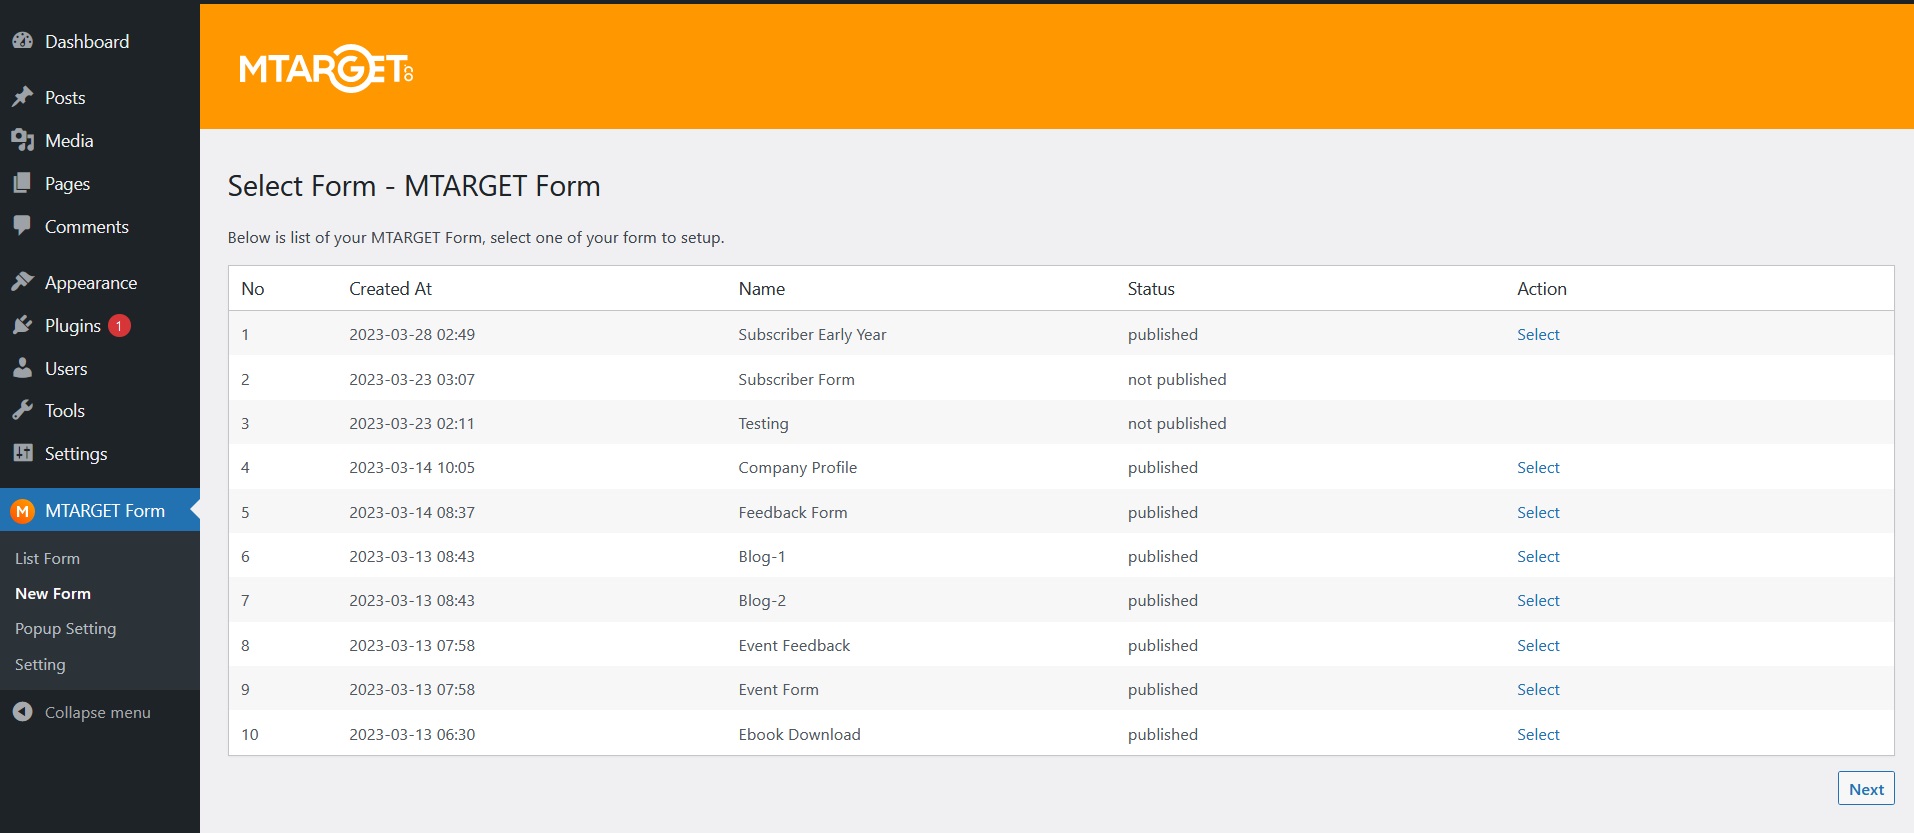 Dashboard
Posts
Media
Pages
Comments
Appearance
Plugins 1
Users
Tools
Settings
M MTARGET Form
List Form
New Form
Popup Setting
Setting
Collapse menu
MTARGET.CO
Select Form - MTARGET Form
Below is list of your MTARGET Form, select one of your form to setup.
No Created At Name Status Action
1 2023-03-28 02:49 Subscriber Early Year published Select
2 2023-03-23 03:07 Subscriber Form not published
3 2023-03-23 02:11 Testing not published
4 2023-03-14 10:05 Company Profile published Select
5 2023-03-14 08:37 Feedback Form published Select
6 2023-03-13 08:43 Blog-1 published Select
7 2023-03-13 08:43 Blog-2 published Select
8 2023-03-13 07:58 Event Feedback published Select
9 2023-03-13 07:58 Event Form published Select
10 2023-03-13 06:30 Ebook Download published Select
Next